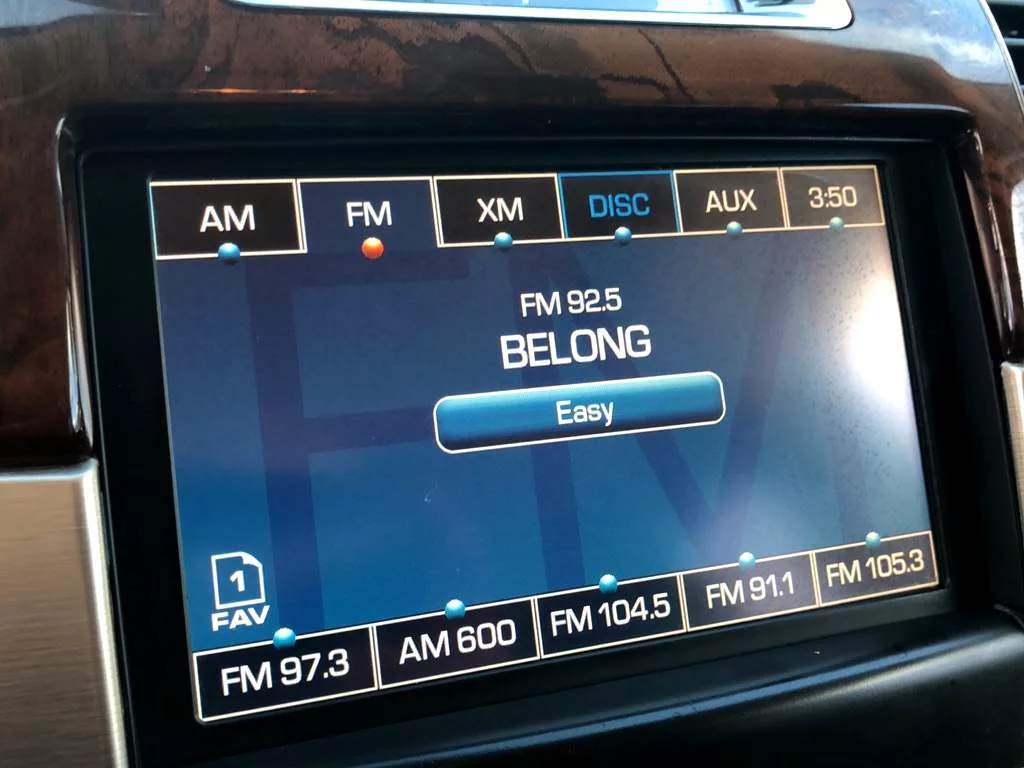 AM FM XM DISC AUX 3:50
FM 92.5
BELONG
Easy
1
FAV
FM 97.3 AM 600 FM 104.5 FM 91.1 FM 105.3